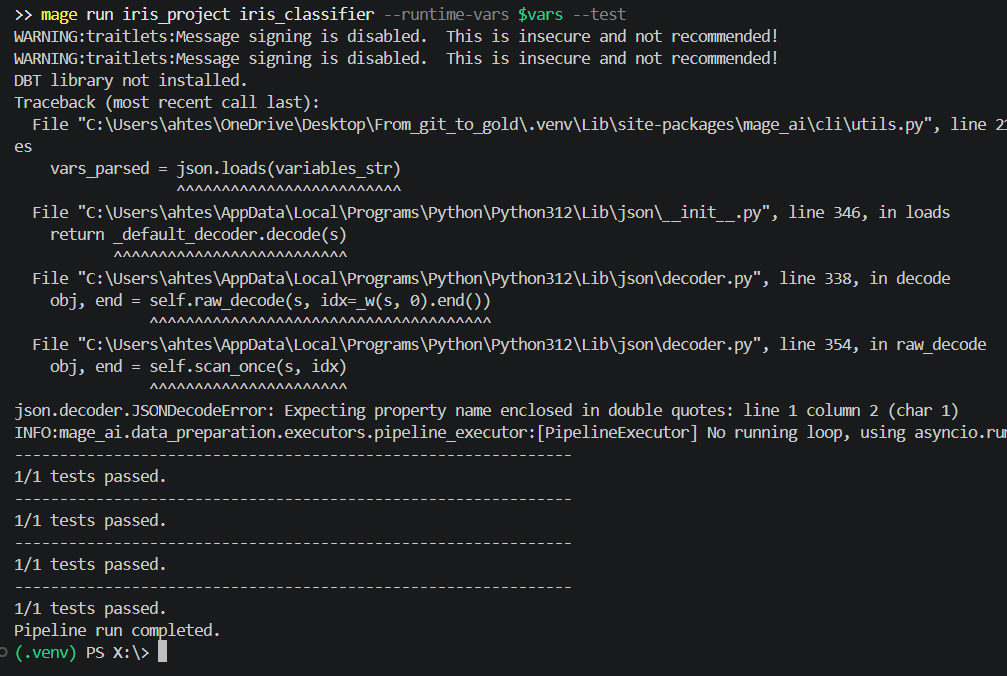 >> mage run iris_project iris_classifier --runtime-vars $vars --test
WARNING:traitlets:Message signing is disabled.  This is insecure and not recommended!
WARNING:traitlets:Message signing is disabled.  This is insecure and not recommended!
DBT library not installed.
Traceback (most recent call last):
  File "C:\Users\ahtes\OneDrive\Desktop\From_git_to_gold\.venv\Lib\site-packages\mage_ai\cli\utils.py", line 2
es
    vars_parsed = json.loads(variables_str)
                  ^^^^^^^^^^^^^^^^^^^^^^^^^
  File "C:\Users\ahtes\AppData\Local\Programs\Python\Python312\Lib\json\__init__.py", line 346, in loads
    return _default_decoder.decode(s)
           ^^^^^^^^^^^^^^^^^^^^^^^^^^
  File "C:\Users\ahtes\AppData\Local\Programs\Python\Python312\Lib\json\decoder.py", line 338, in decode
    obj, end = self.raw_decode(s, idx=_w(s, 0).end())
               ^^^^^^^^^^^^^^^^^^^^^^^^^^^^^^^^^^^^^^
  File "C:\Users\ahtes\AppData\Local\Programs\Python\Python312\Lib\json\decoder.py", line 354, in raw_decode
    obj, end = self.scan_once(s, idx)
               ^^^^^^^^^^^^^^^^^^^^^^
json.decoder.JSONDecodeError: Expecting property name enclosed in double quotes: line 1 column 2 (char 1)
INFO:mage_ai.data_preparation.executors.pipeline_executor:[PipelineExecutor] No running loop, using asyncio.ru
--------------------------------------------------------------
1/1 tests passed.
--------------------------------------------------------------
1/1 tests passed.
--------------------------------------------------------------
1/1 tests passed.
--------------------------------------------------------------
1/1 tests passed.
Pipeline run completed.
(.venv) PS X:\>